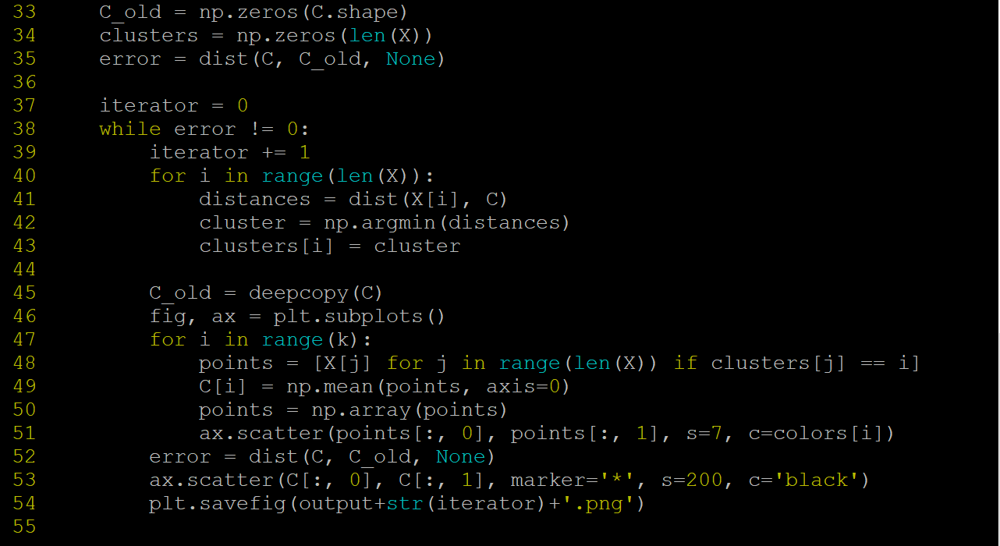 33     C_old = np.zeros(C.shape)
34     clusters = np.zeros(len(X))
35     error = dist(C, C_old, None)
36
37     iterator = 0
38     while error != 0:
39         iterator += 1
40         for i in range(len(X)):
41             distances = dist(X[i], C)
42             cluster = np.argmin(distances)
43             clusters[i] = cluster
44
45         C_old = deepcopy(C)
46         fig, ax = plt.subplots()
47         for i in range(k):
48             points = [X[j] for j in range(len(X)) if clusters[j] == i]
49             C[i] = np.mean(points, axis=0)
50             points = np.array(points)
51             ax.scatter(points[:, 0], points[:, 1], s=7, c=colors[i])
52         error = dist(C, C_old, None)
53         ax.scatter(C[:, 0], C[:, 1], marker='*', s=200, c='black')
54         plt.savefig(output+str(iterator)+'.png')
55